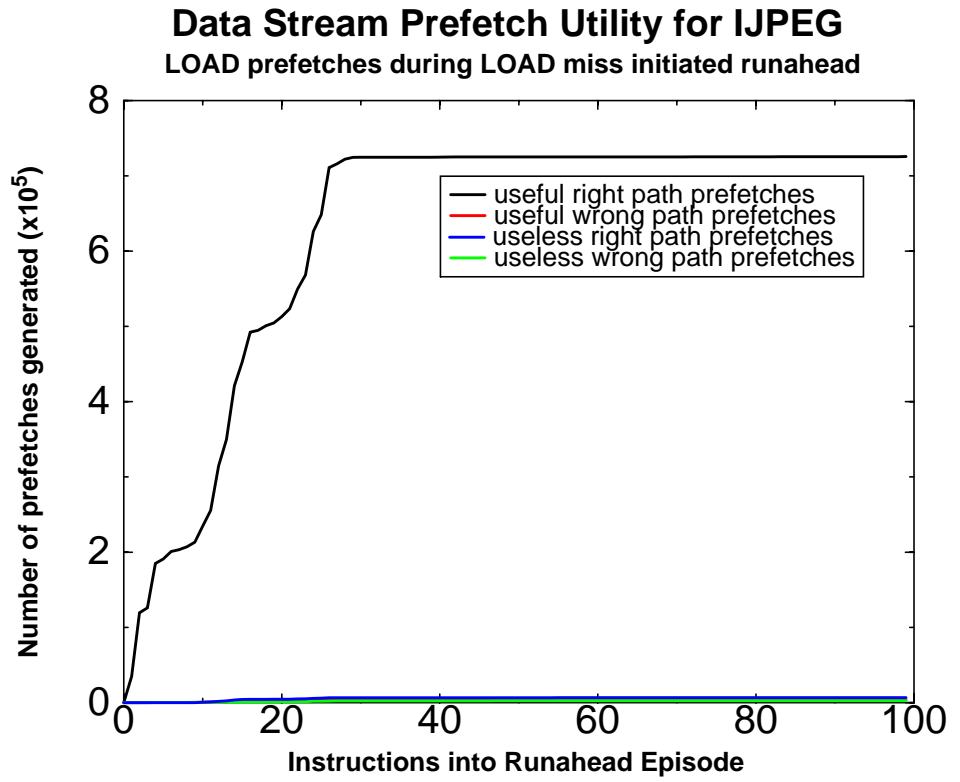 Data Stream Prefetch Utility for IJPEG
LOAD prefetches during LOAD miss initiated runahead
Number of prefetches generated (x10⁵)
8
6
4
2
0
useful right path prefetches
useful wrong path prefetches
useless right path prefetches
useless wrong path prefetches
0 20 40 60 80 100
Instructions into Runahead Episode